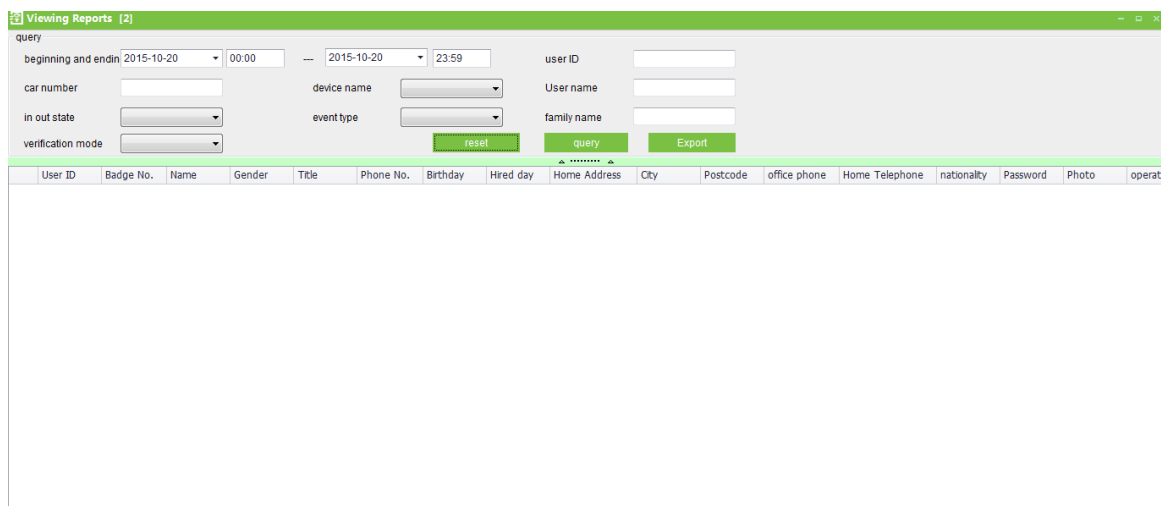 Viewing Reports [2]
query
beginning and endin 2015-10-20 00:00 --- 2015-10-20 23:59 user ID
car number device name User name
in out state event type family name
verification mode reset query Export
User ID Badge No. Name Gender Title Phone No. Birthday Hired day Home Address City Postcode office phone Home Telephone nationality Password Photo operat